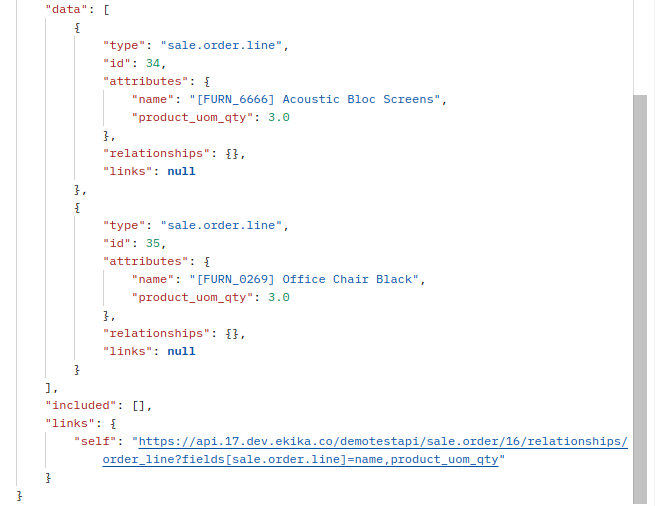 "data": [
{
"type": "sale.order.line",
"id": 34,
"attributes": {
"name": "[FURN_6666] Acoustic Bloc Screens",
"product_uom_qty": 3.0
},
"relationships": {},
"links": null
},
{
"type": "sale.order.line",
"id": 35,
"attributes": {
"name": "[FURN_0269] Office Chair Black",
"product_uom_qty": 3.0
},
"relationships": {},
"links": null
}
],
"included": [],
"links": {
"self": "https://api.17.dev.ekika.co/demotestapi/sale.order/16/relationships/
order_line?fields[sale.order.line]=name,product_uom_qty"
}
}